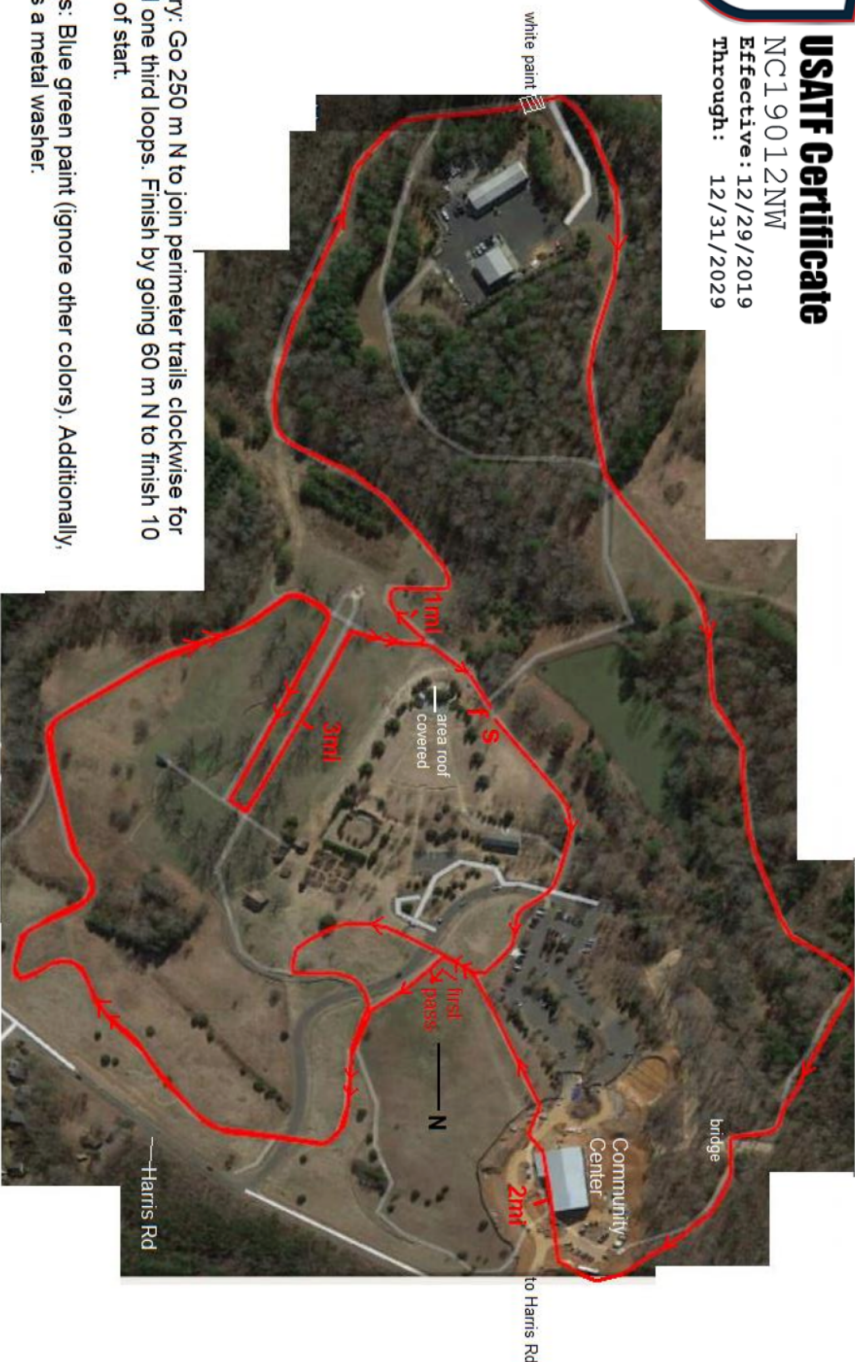 USATF Certificate
NC19012NW
Effective: 12/29/2019
Through: 12/31/2029
ry: Go 250 m N to join perimeter trails clockwise for
one third loops. Finish by going 60 m N to finish 10
of start.
s: Blue green paint (ignore other colors). Additionally,
s a metal washer.
white paint
1mi
S
f
area roof
covered
3mi
first
pass
N
bridge
Community
Center
2mi
Harris Rd
to Harris Rd